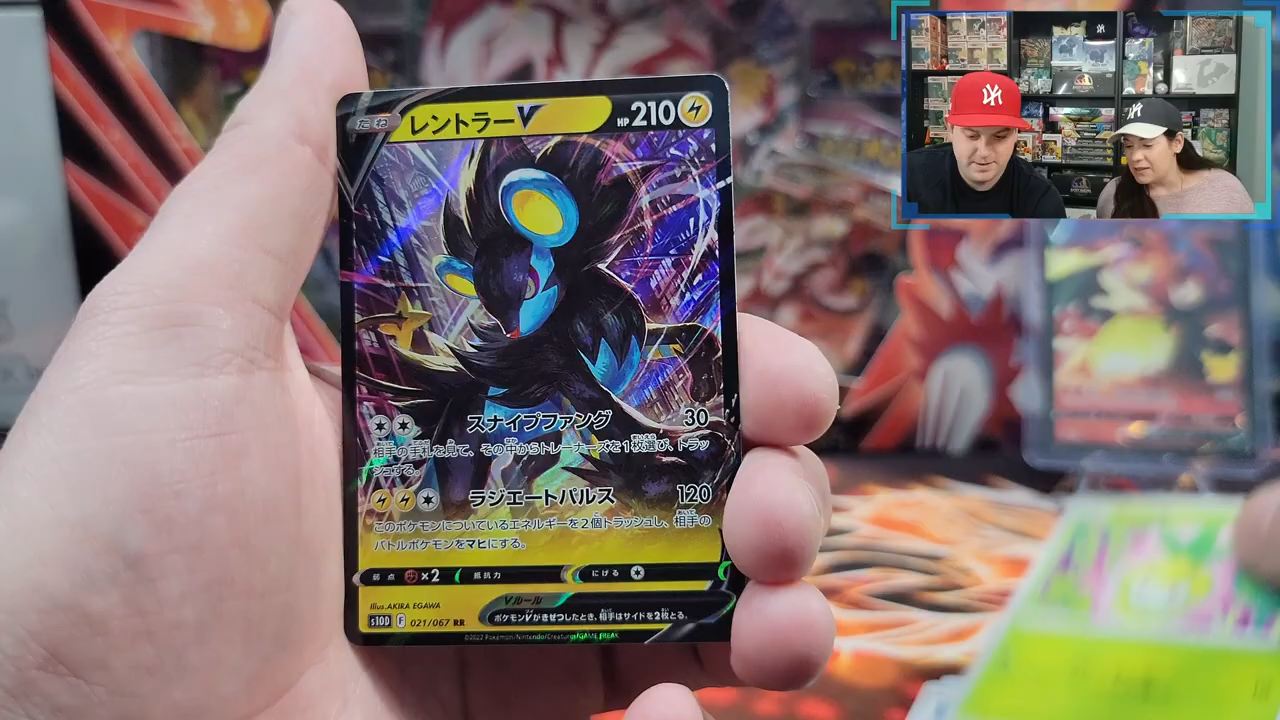 たね レントラーV HP 210
スナイプファング 30
相手の手札を見て、その中からトレーナーズを1枚選び、トラッ
シュする。
ラジエートパルス 120
このポケモンについているエネルギーを2個トラッシュし、相手の
バトルポケモンをマヒにする。
弱点 ×2 抵抗力 にげる
Vルール
ポケモンVがきぜつしたとき、相手はサイドを2枚とる。
Illus. AKIRA EGAWA
s10D F 021/067 RR
©2022 Pokémon/Nintendo/Creatures/GAME FREAK